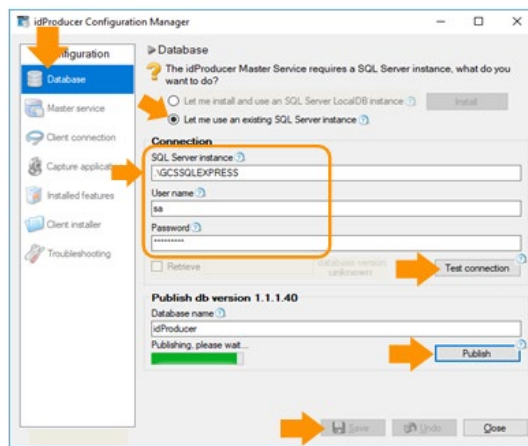 idProducer Configuration Manager
nfiguration
Database
Master service
Client connection
Capture applicat
Installed features
Client installer
Troubleshooting
Database
The idProducer Master Service requires a SQL Server instance, what do you
want to do?
Let me install and use an SQL Server LocalDB instance
Install
Let me use an existing SQL Server instance
Connection
SQL Server instance
.\GCSSQLEXPRESS
User name
sa
Password
*********
Retrieve
database version
unknown
Test connection
Publish db version 1.1.1.40
Database name
idProducer
Publishing, please wait...
Publish
Save
Undo
Close